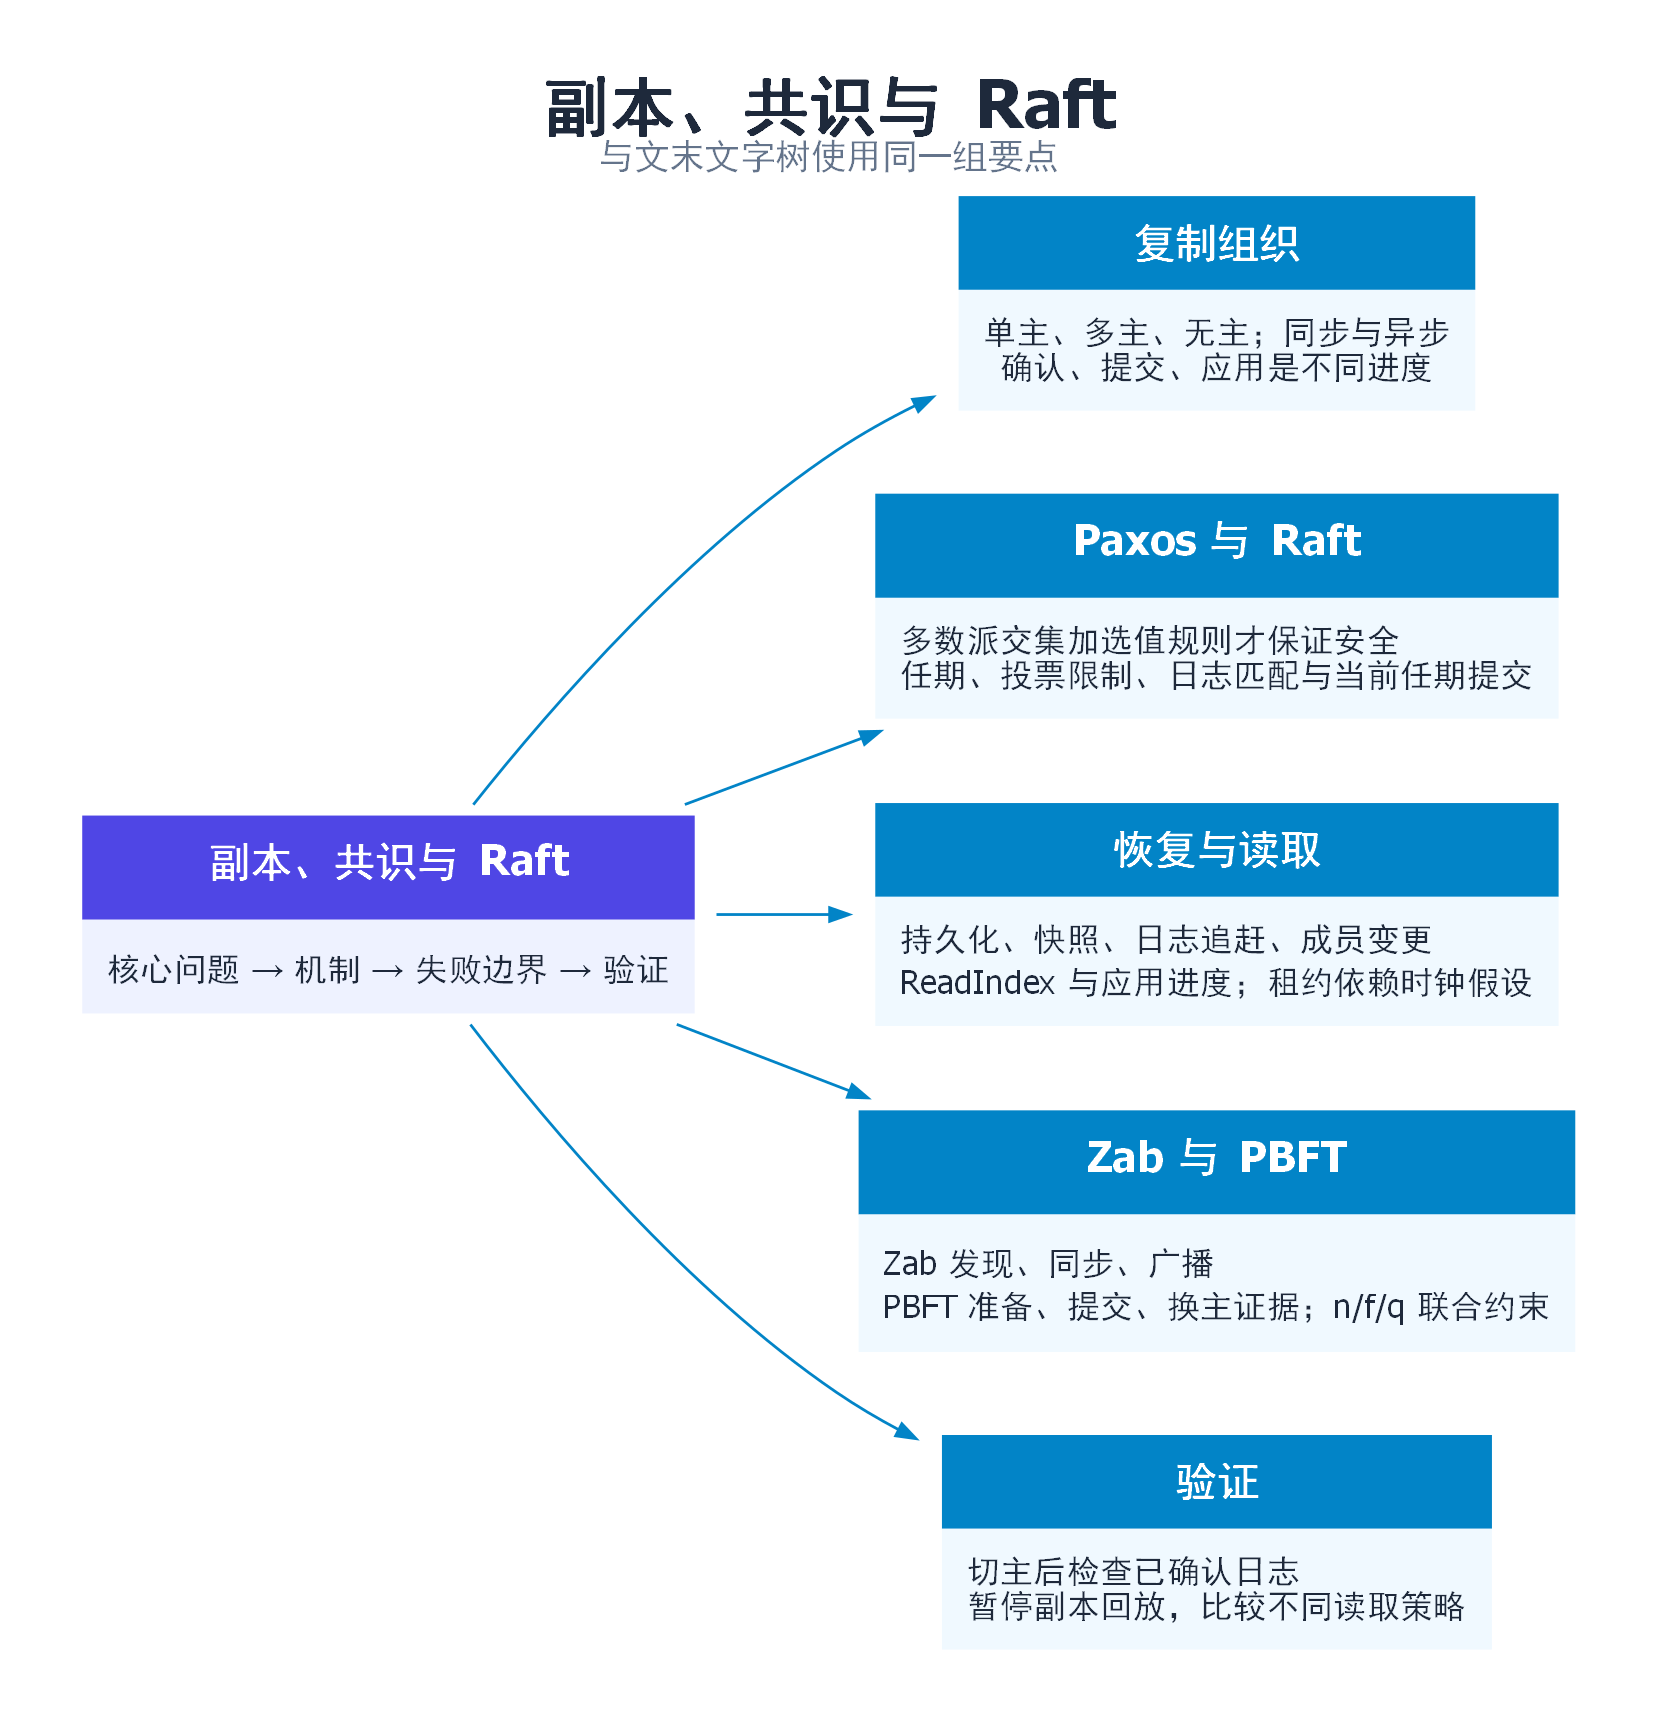 副本、共识与 Raft
与文末文字树使用同一组要点
复制组织
单主、多主、无主；同步与异步
确认、提交、应用是不同进度
Paxos 与 Raft
多数派交集加选值规则才保证安全
任期、投票限制、日志匹配与当前任期提交
副本、共识与 Raft
核心问题 → 机制 → 失败边界 → 验证
恢复与读取
持久化、快照、日志追赶、成员变更
ReadIndex 与应用进度；租约依赖时钟假设
Zab 与 PBFT
Zab 发现、同步、广播
PBFT 准备、提交、换主证据；n/f/q 联合约束
验证
切主后检查已确认日志
暂停副本回放，比较不同读取策略